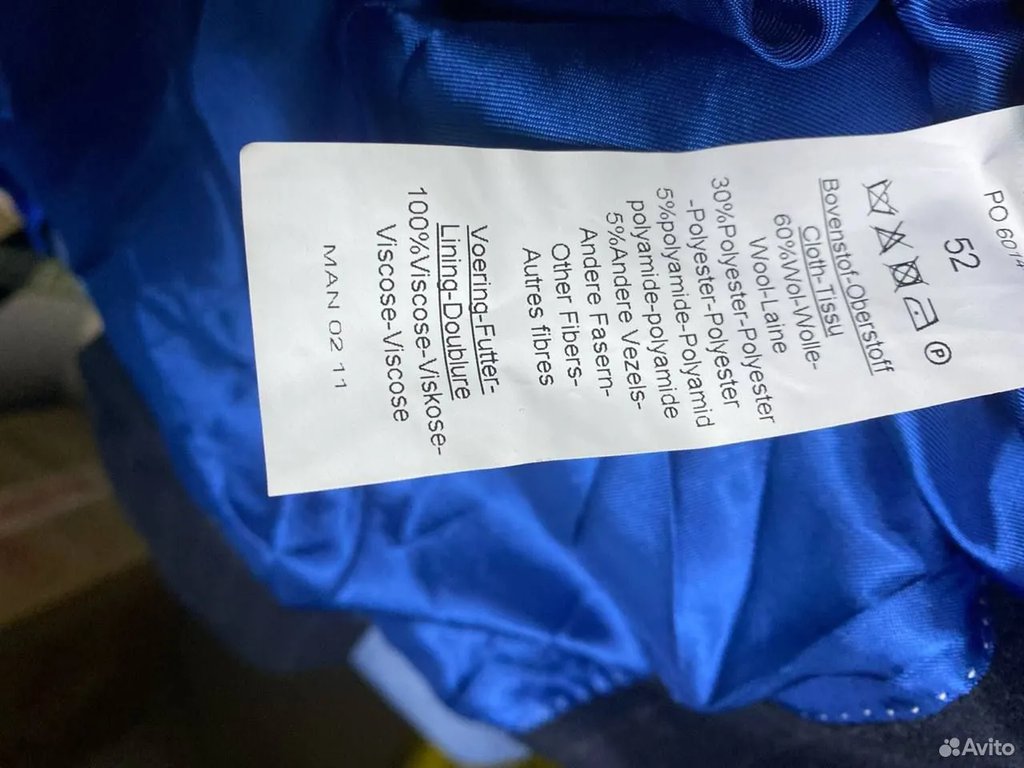 PO 6014
52
P
Bovenstof-Oberstoff
Cloth-Tissu
60%Wol-Wolle-
Wool-Laine
30%Polyester-Polyester
-Polyester-Polyester
5%polyamide-Polyamid
polyamide-polyamide
5%Andere Vezels-
Andere Fasern-
Other Fibers-
Autres fibres
Voering-Futter-
Lining-Doublure
100%Viscose-Viskose-
Viscose-Viscose
MAN 02 11
Avito